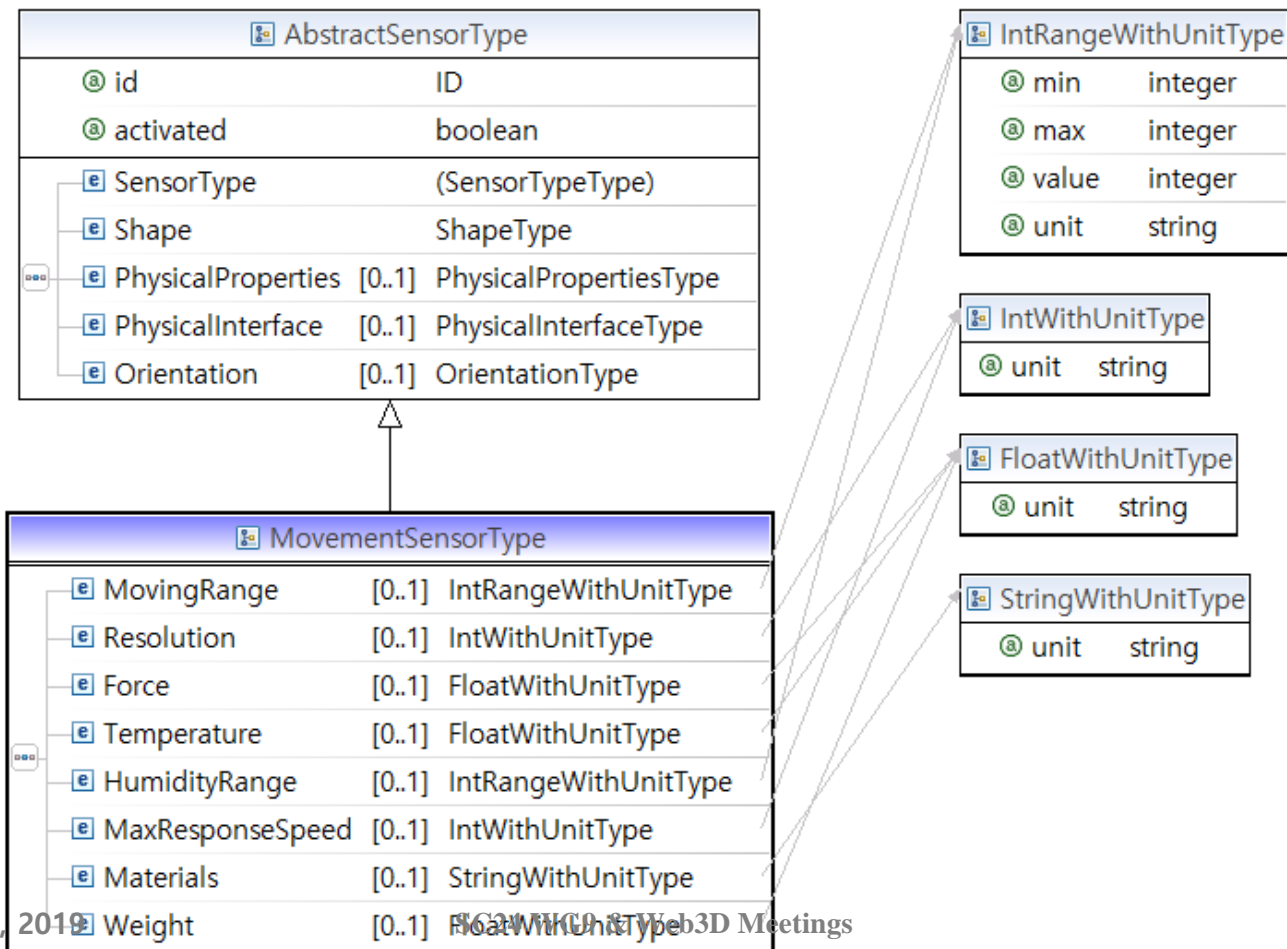 AbstractSensorType
id ID
activated boolean
SensorType (SensorTypeType)
Shape ShapeType
PhysicalProperties [0..1] PhysicalPropertiesType
PhysicalInterface [0..1] PhysicalInterfaceType
Orientation [0..1] OrientationType
MovementSensorType
MovingRange [0..1] IntRangeWithUnitType
Resolution [0..1] IntWithUnitType
Force [0..1] FloatWithUnitType
Temperature [0..1] FloatWithUnitType
HumidityRange [0..1] IntRangeWithUnitType
MaxResponseSpeed [0..1] IntWithUnitType
Materials [0..1] StringWithUnitType
Weight [0..1] FloatWithUnitType
, 2019
SC24 WG9 & Web3D Meetings
IntRangeWithUnitType
min integer
max integer
value integer
unit string
IntWithUnitType
unit string
FloatWithUnitType
unit string
StringWithUnitType
unit string